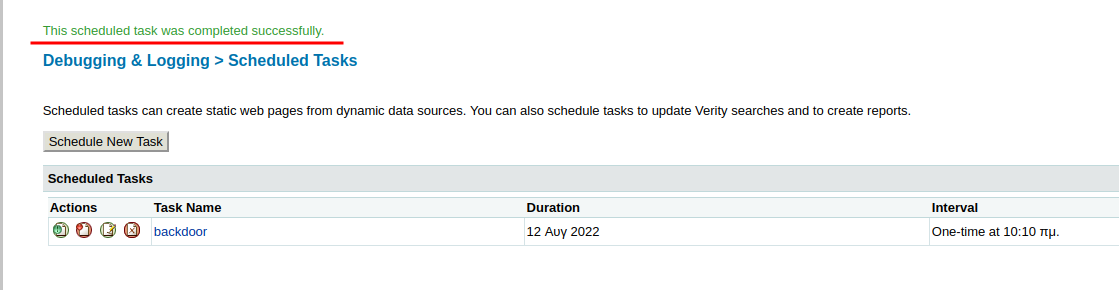 This scheduled task was completed successfully.
Debugging & Logging > Scheduled Tasks
Scheduled tasks can create static web pages from dynamic data sources. You can also schedule tasks to update Verity searches and to create reports.
Schedule New Task
Scheduled Tasks
Actions Task Name Duration Interval
backdoor 12 Αυγ 2022 One-time at 10:10 πμ.